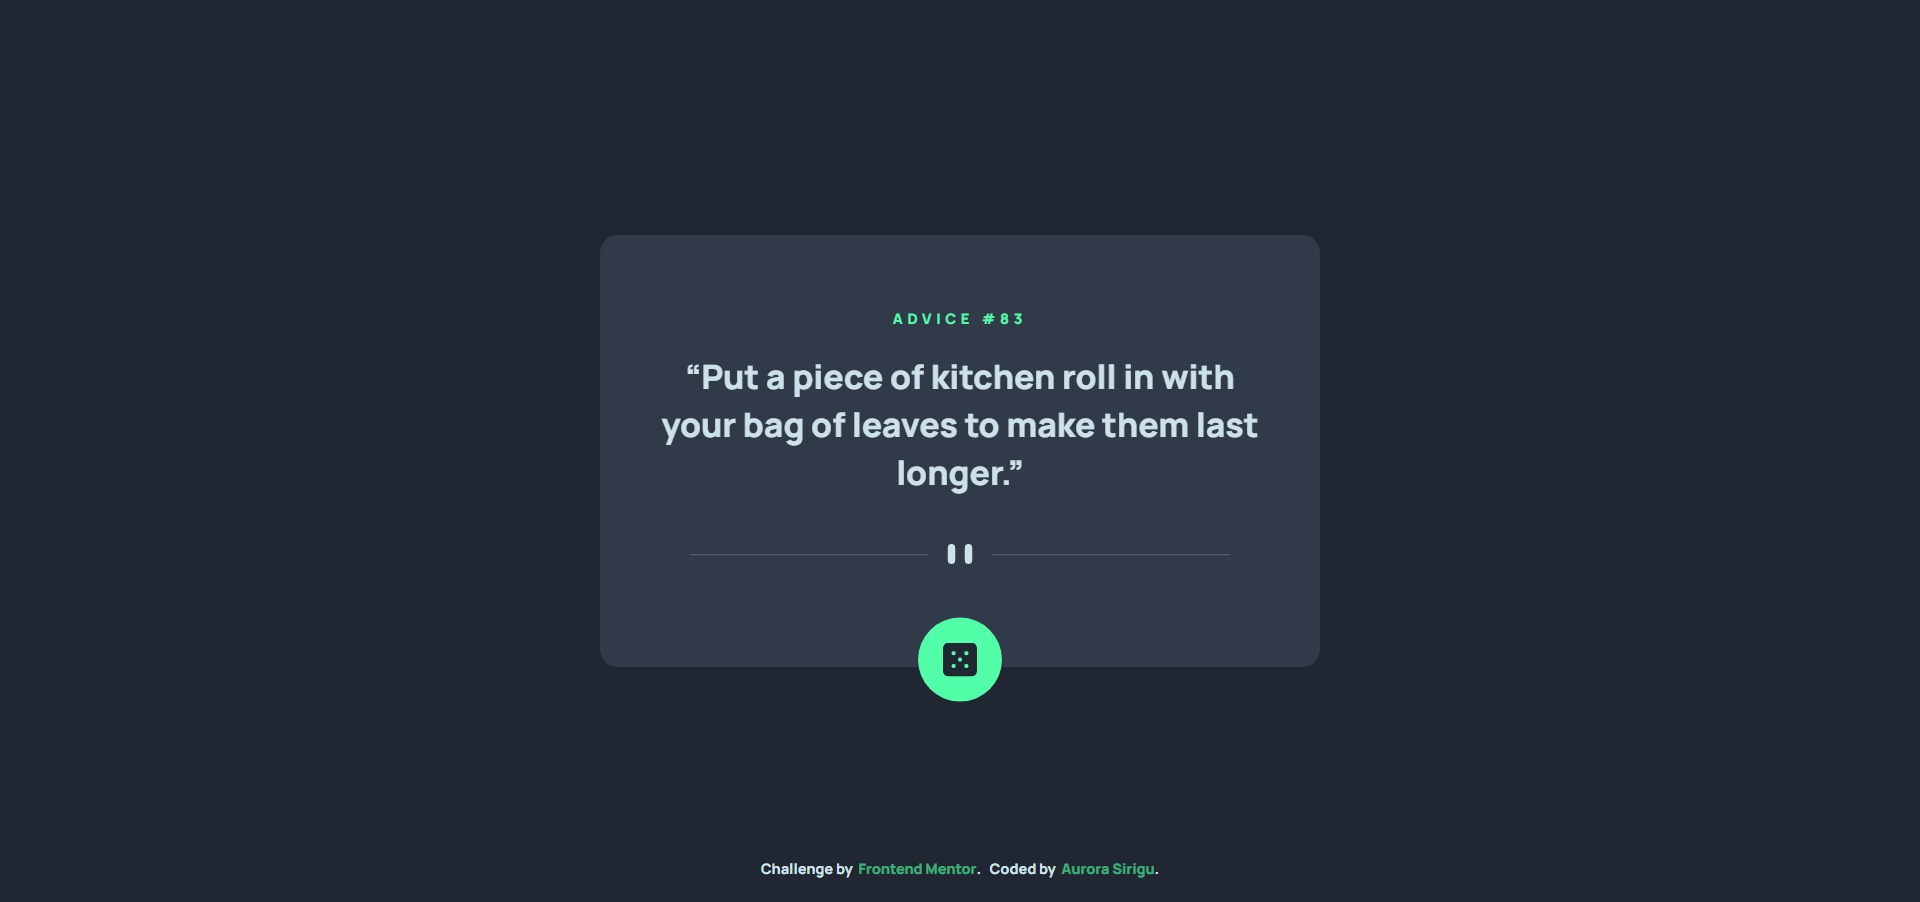 ADVICE #83
“Put a piece of kitchen roll in with
your bag of leaves to make them last
longer.”
Challenge by Frontend Mentor. Coded by Aurora Sirigu.